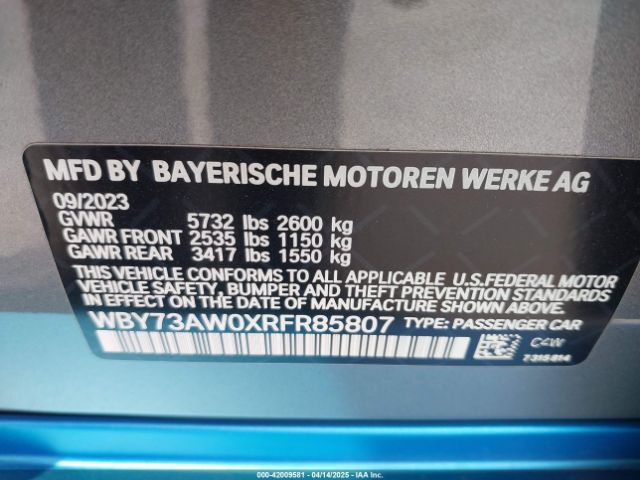 MFD BY BAYERISCHE MOTOREN WERKE AG
09/2023
GVWR 5732 lbs 2600 kg
GAWR FRONT 2535 lbs 1150 kg
GAWR REAR 3417 lbs 1550 kg
THIS VEHICLE CONFORMS TO ALL APPLICABLE U.S.FEDERAL MOTOR
VEHICLE SAFETY, BUMPER AND THEFT PREVENTION STANDARDS
IN EFFECT ON THE DATE OF MANUFACTURE SHOWN ABOVE.
WBY73AW0XRFR85807 TYPE: PASSENGER CAR
C4W
7315814
000-42009581 - 04/14/2025 - IAA Inc.